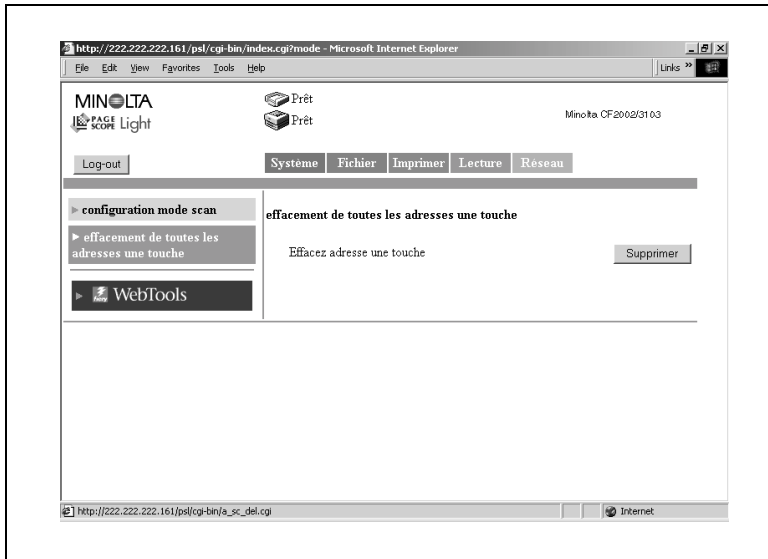 http://222.222.222.161/psl/cgi-bin/index.cgi?mode - Microsoft Internet Explorer
File Edit View Favorites Tools Help
Links »
MINOLTA
PAGE SCOPE Light
Prêt
Prêt
Minolta CF2002/3103
Log-out
Système Fichier Imprimer Lecture Réseau
configuration mode scan
effacement de toutes les adresses une touche
effacement de toutes les
adresses une touche
Effacez adresse une touche
Supprimer
fiery WebTools
http://222.222.222.161/psl/cgi-bin/a_sc_del.cgi
Internet